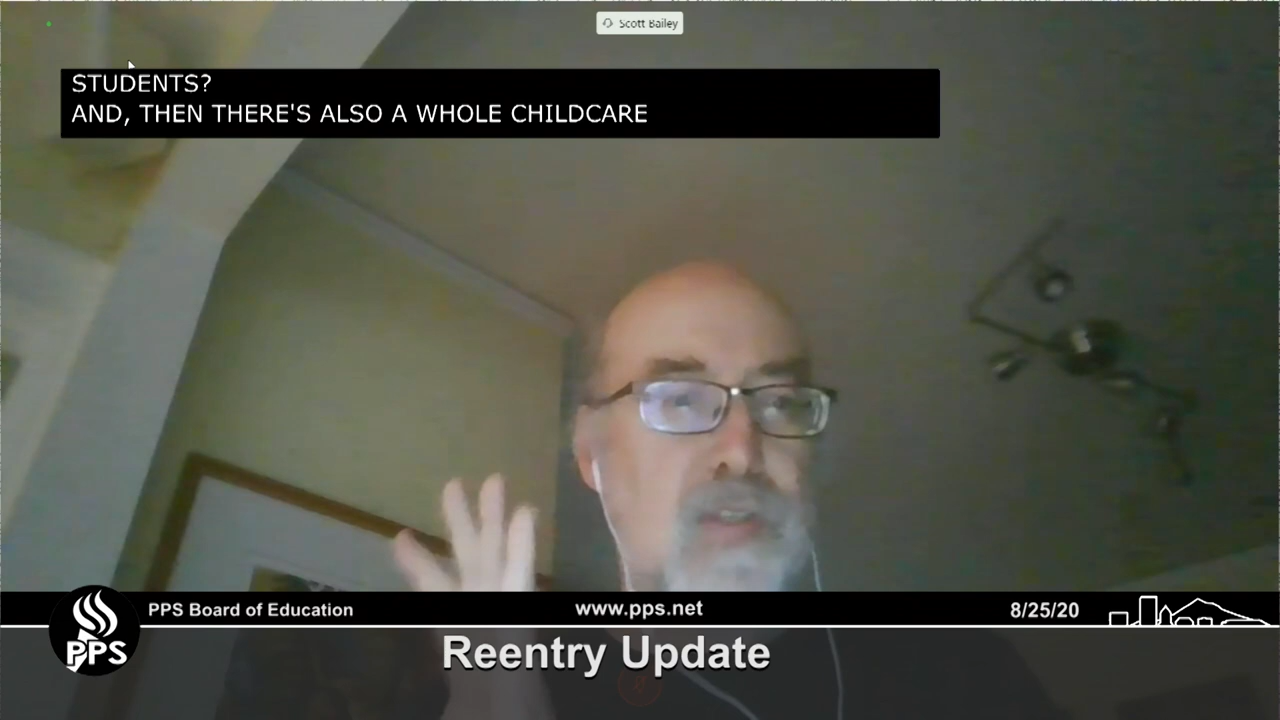 Scott Bailey
STUDENTS?
AND, THEN THERE'S ALSO A WHOLE CHILDCARE
PPS Board of Education
www.pps.net
8/25/20
PPS
Reentry Update